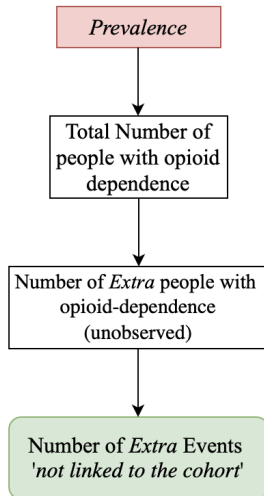 Prevalence
Total Number of
people with opioid
dependence
Number of Extra people with
opioid-dependence
(unobserved)
Number of Extra Events
'not linked to the cohort'